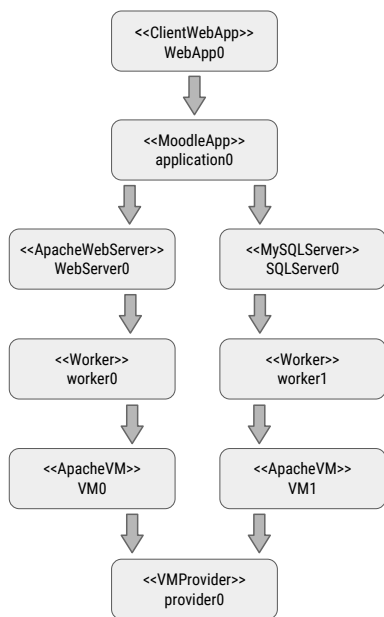 <<ClientWebApp>>
WebApp0
<<MoodleApp>>
application0
<<ApacheWebServer>>
WebServer0
<<MySQLServer>>
SQLServer0
<<Worker>>
worker0
<<Worker>>
worker1
<<ApacheVM>>
VM0
<<ApacheVM>>
VM1
<<VMProvider>>
provider0